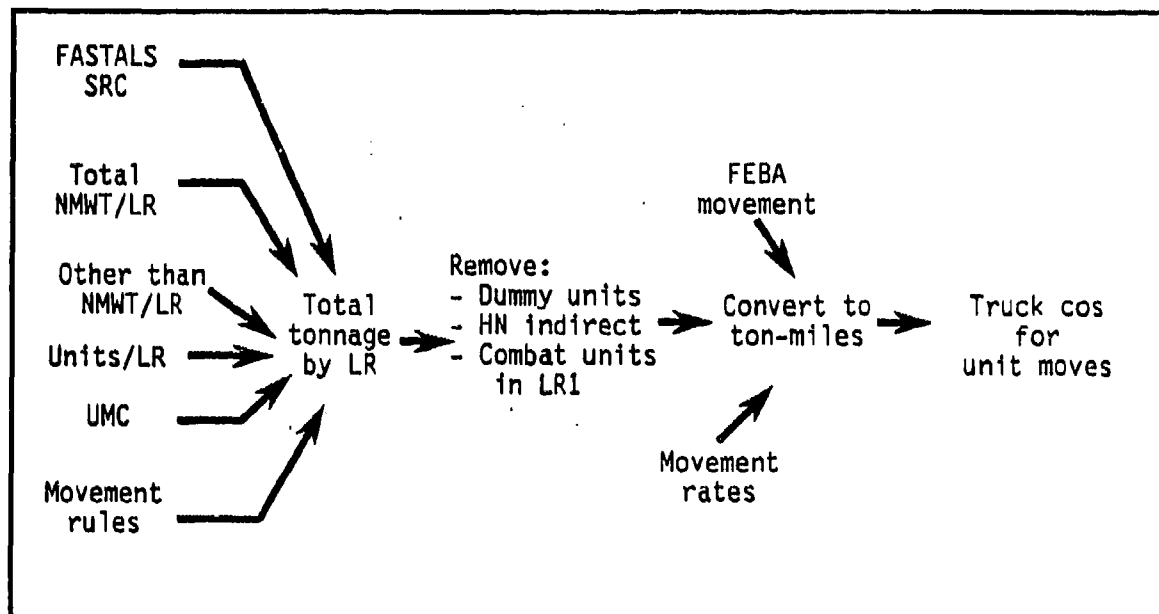 FASTALS
SRC
Total
NMWT/LR
Other than
NMWT/LR
Units/LR
UMC
Movement
rules
Total
tonnage
by LR
Remove:
- Dummy units
- HN indirect
- Combat units
in LR1
FEBA
movement
Convert to
ton-miles
Movement
rates
Truck cos
for
unit moves